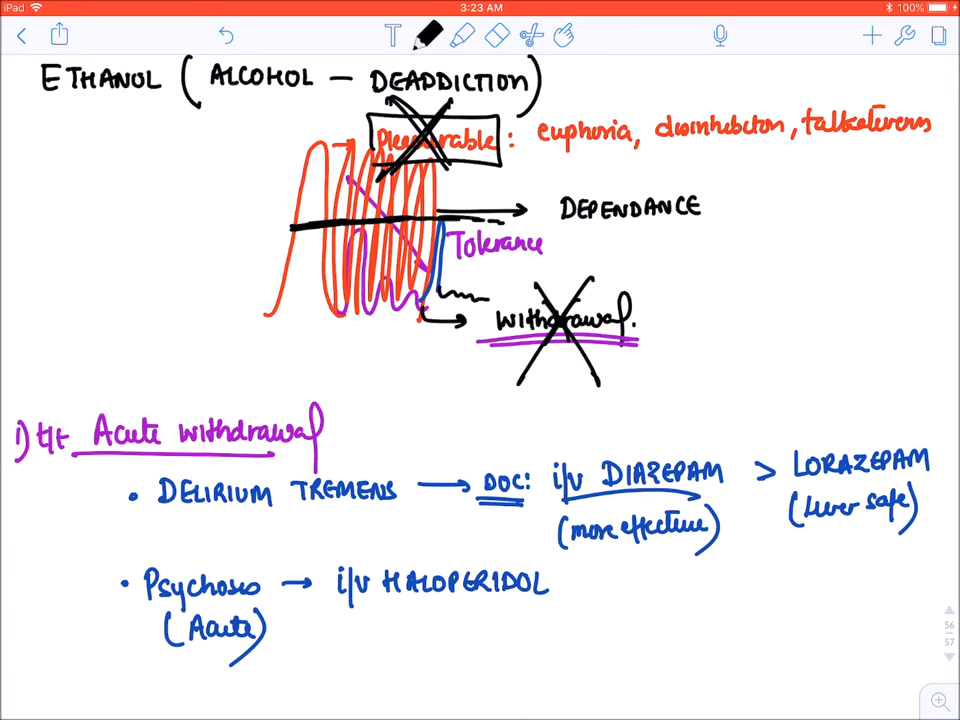 iPad
3:23 AM
100%
T
ETHANOL (ALCOHOL — DEADDICTION)
Pleasurable : euphoria, disinhibition, talkativeness
DEPENDANCE
Tolerance
withdrawal.
1) t/t Acute withdrawal
• DELIRIUM TREMENS → DOC: i/v DIAZEPAM > LORAZEPAM
(more effective) (Liver safe)
• Psychosis → i/v HALOPERIDOL
(Acute)
56
57